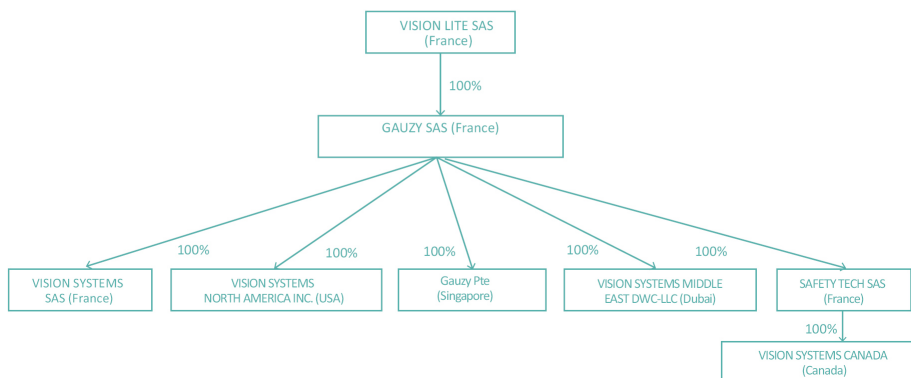 VISION LITE SAS
(France)
100%
GAUZY SAS (France)
100%
100%
100%
100%
100%
VISION SYSTEMS
SAS (France)
VISION SYSTEMS
NORTH AMERICA INC. (USA)
Gauzy Pte
(Singapore)
VISION SYSTEMS MIDDLE
EAST DWC-LLC (Dubai)
SAFETY TECH SAS
(France)
100%
VISION SYSTEMS CANADA
(Canada)